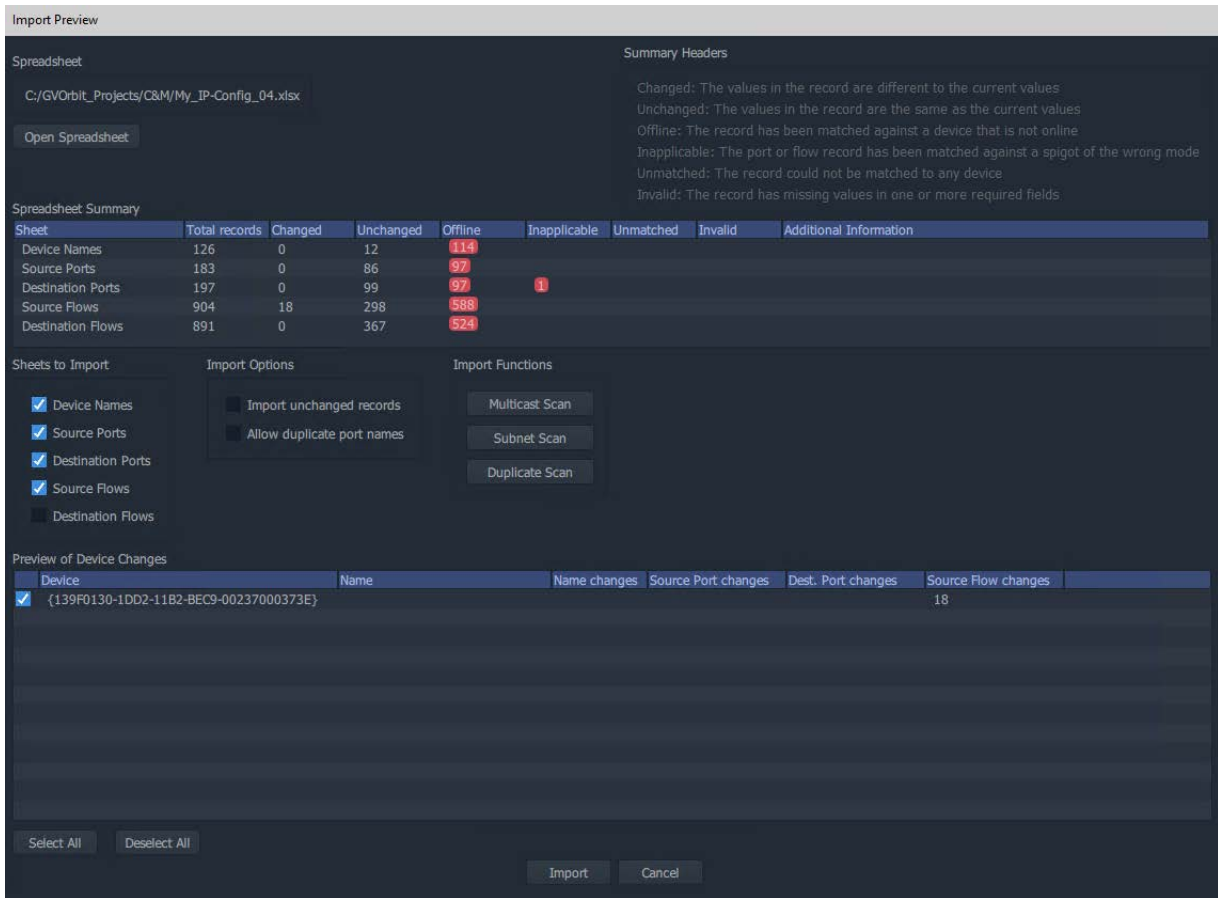 Import Preview
Spreadsheet
C:/GVOrbit_Projects/C&M/My_IP-Config_04.xlsx
Open Spreadsheet
Summary Headers
Changed: The values in the record are different to the current values
Unchanged: The values in the record are the same as the current values
Offline: The record has been matched against a device that is not online
Inapplicable: The port or flow record has been matched against a spigot of the wrong mode
Unmatched: The record could not be matched to any device
Invalid: The record has missing values in one or more required fields
Spreadsheet Summary
Sheet Total records Changed Unchanged Offline Inapplicable Unmatched Invalid Additional Information
Device Names 126 0 12 114
Source Ports 183 0 86 97
Destination Ports 197 0 99 97 1
Source Flows 904 18 298 588
Destination Flows 891 0 367 524
Sheets to Import
Device Names
Source Ports
Destination Ports
Source Flows
Destination Flows
Import Options
Import unchanged records
Allow duplicate port names
Import Functions
Multicast Scan
Subnet Scan
Duplicate Scan
Preview of Device Changes
Device Name Name changes Source Port changes Dest. Port changes Source Flow changes
{139F0130-1DD2-11B2-BEC9-00237000373E} 18
Select All Deselect All
Import Cancel